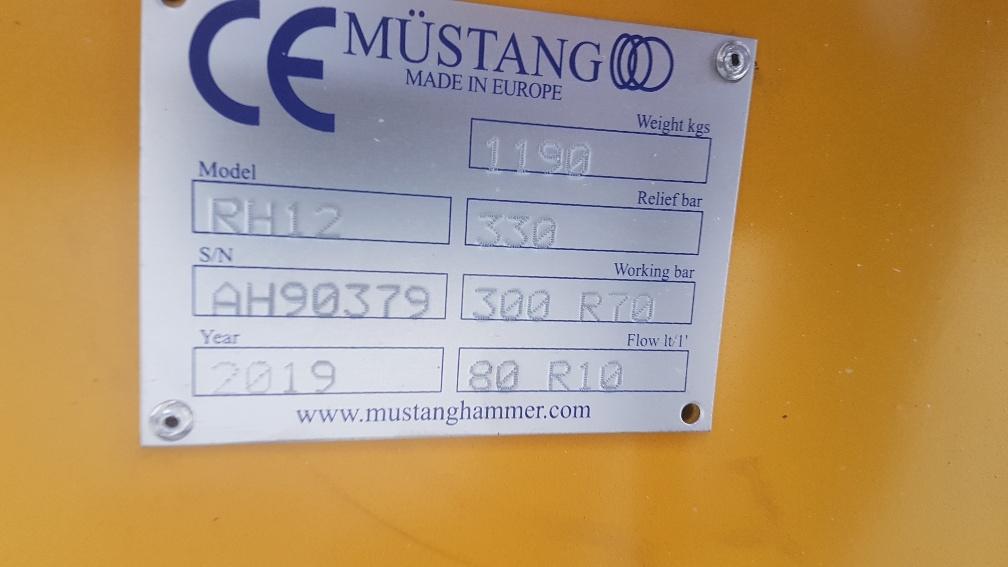 CE MÜSTANG
MADE IN EUROPE
Weight kgs
1190
Model
RH12
Relief bar
330
S/N
AH90379
Working bar
300 R70
Year
2019
Flow lt/1'
80 R10
www.mustanghammer.com